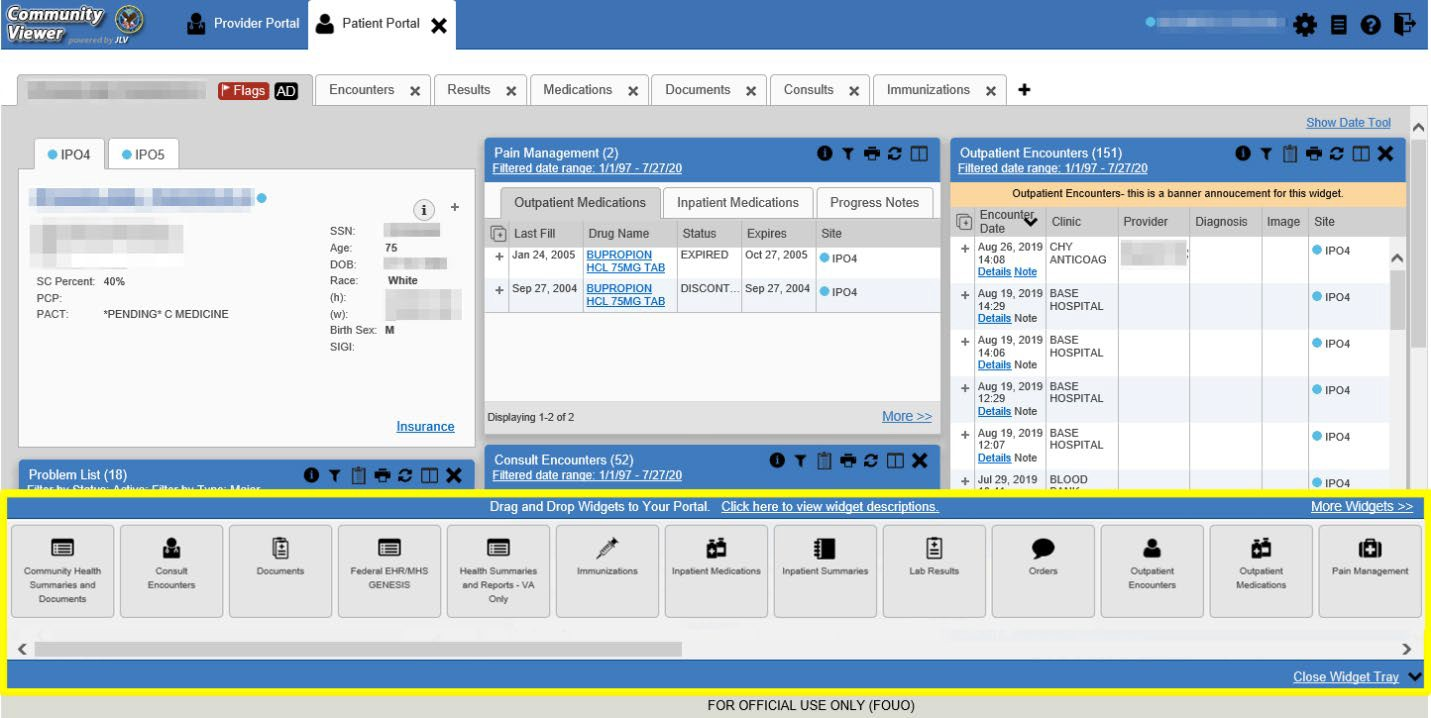 Community
Viewer powered by JLV
Provider Portal
Patient Portal
Flags AD
Encounters
Results
Medications
Documents
Consults
Immunizations
Show Date Tool
IPO4
IPO5
SSN:
Age: 75
DOB:
SC Percent: 40%
Race: White
PCP:
(h):
PACT: *PENDING* C MEDICINE
(w):
Birth Sex: M
SIGI:
Insurance
Pain Management (2)
Filtered date range: 1/1/97 - 7/27/20
Outpatient Medications
Inpatient Medications
Progress Notes
Last Fill Drug Name Status Expires Site
Jan 24, 2005 BUPROPION EXPIRED Oct 27, 2005 IPO4
HCL 75MG TAB
Sep 27, 2004 BUPROPION DISCONT... Sep 27, 2004 IPO4
HCL 75MG TAB
Displaying 1-2 of 2
More >>
Outpatient Encounters (151)
Filtered date range: 1/1/97 - 7/27/20
Outpatient Encounters- this is a banner annoucement for this widget.
Encounter Date Clinic Provider Diagnosis Image Site
Aug 26, 2019 CHY IPO4
14:08 ANTICOAG
Details Note
Aug 19, 2019 BASE IPO4
14:29 HOSPITAL
Details Note
Aug 19, 2019 BASE IPO4
14:06 HOSPITAL
Details Note
Aug 19, 2019 BASE IPO4
12:29 HOSPITAL
Details Note
Aug 19, 2019 BASE IPO4
12:07 HOSPITAL
Details Note
Jul 29, 2019 BLOOD IPO4
Problem List (18)
Filter by Status: Active; Filter by Type: Major
Consult Encounters (52)
Filtered date range: 1/1/97 - 7/27/20
Drag and Drop Widgets to Your Portal. Click here to view widget descriptions.
More Widgets >>
Community Health
Summaries and
Documents
Consult
Encounters
Documents
Federal EHR/MHS
GENESIS
Health Summaries
and Reports - VA
Only
Immunizations
Inpatient Medications
Inpatient Summaries
Lab Results
Orders
Outpatient
Encounters
Outpatient
Medications
Pain Management
Close Widget Tray
FOR OFFICIAL USE ONLY (FOUO)